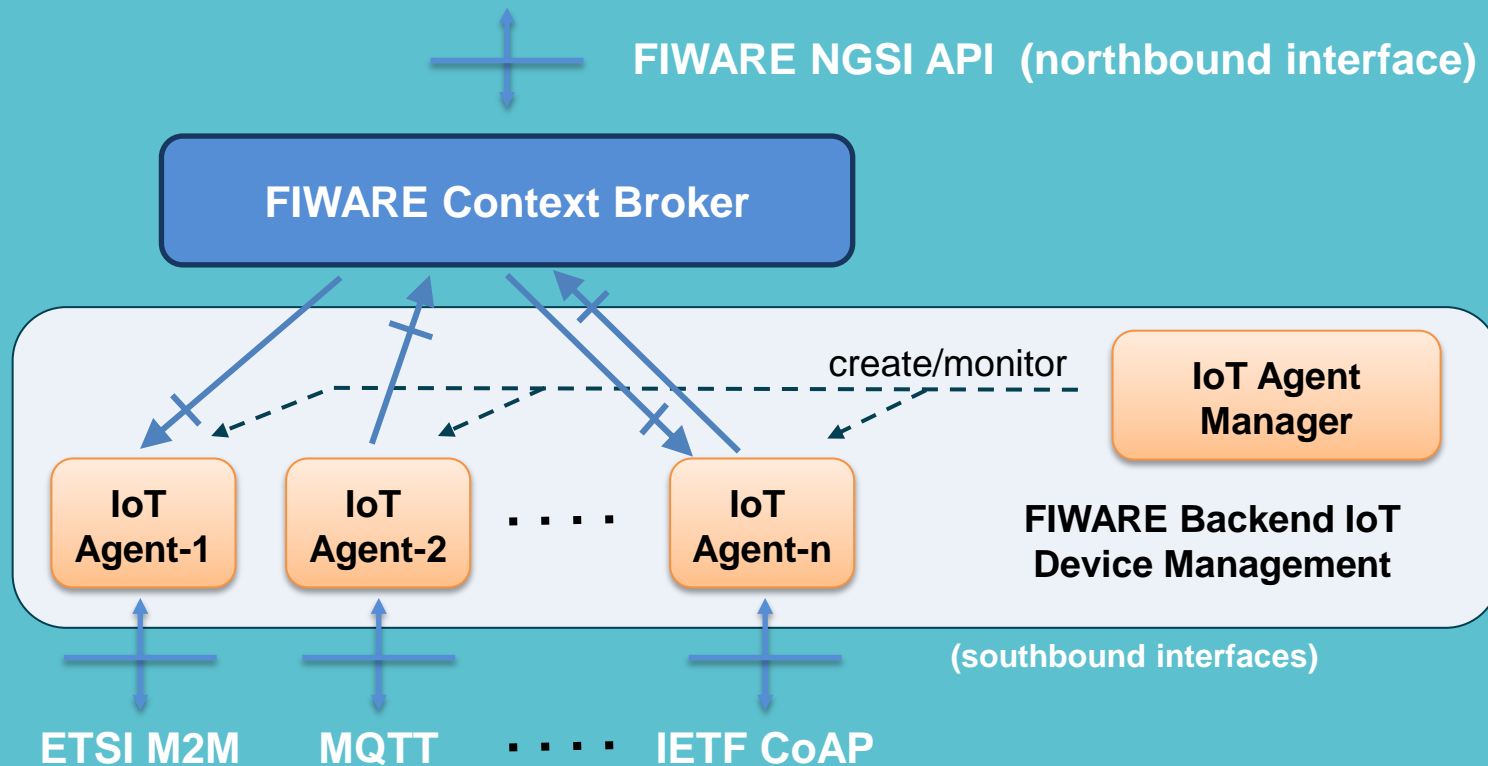 FIWARE NGSI API (northbound interface)
FIWARE Context Broker
create/monitor
IoT Agent
Manager
IoT
Agent-1
IoT
Agent-2
. . . .
IoT
Agent-n
FIWARE Backend IoT
Device Management
(southbound interfaces)
ETSI M2M
MQTT
. . . .
IETF CoAP